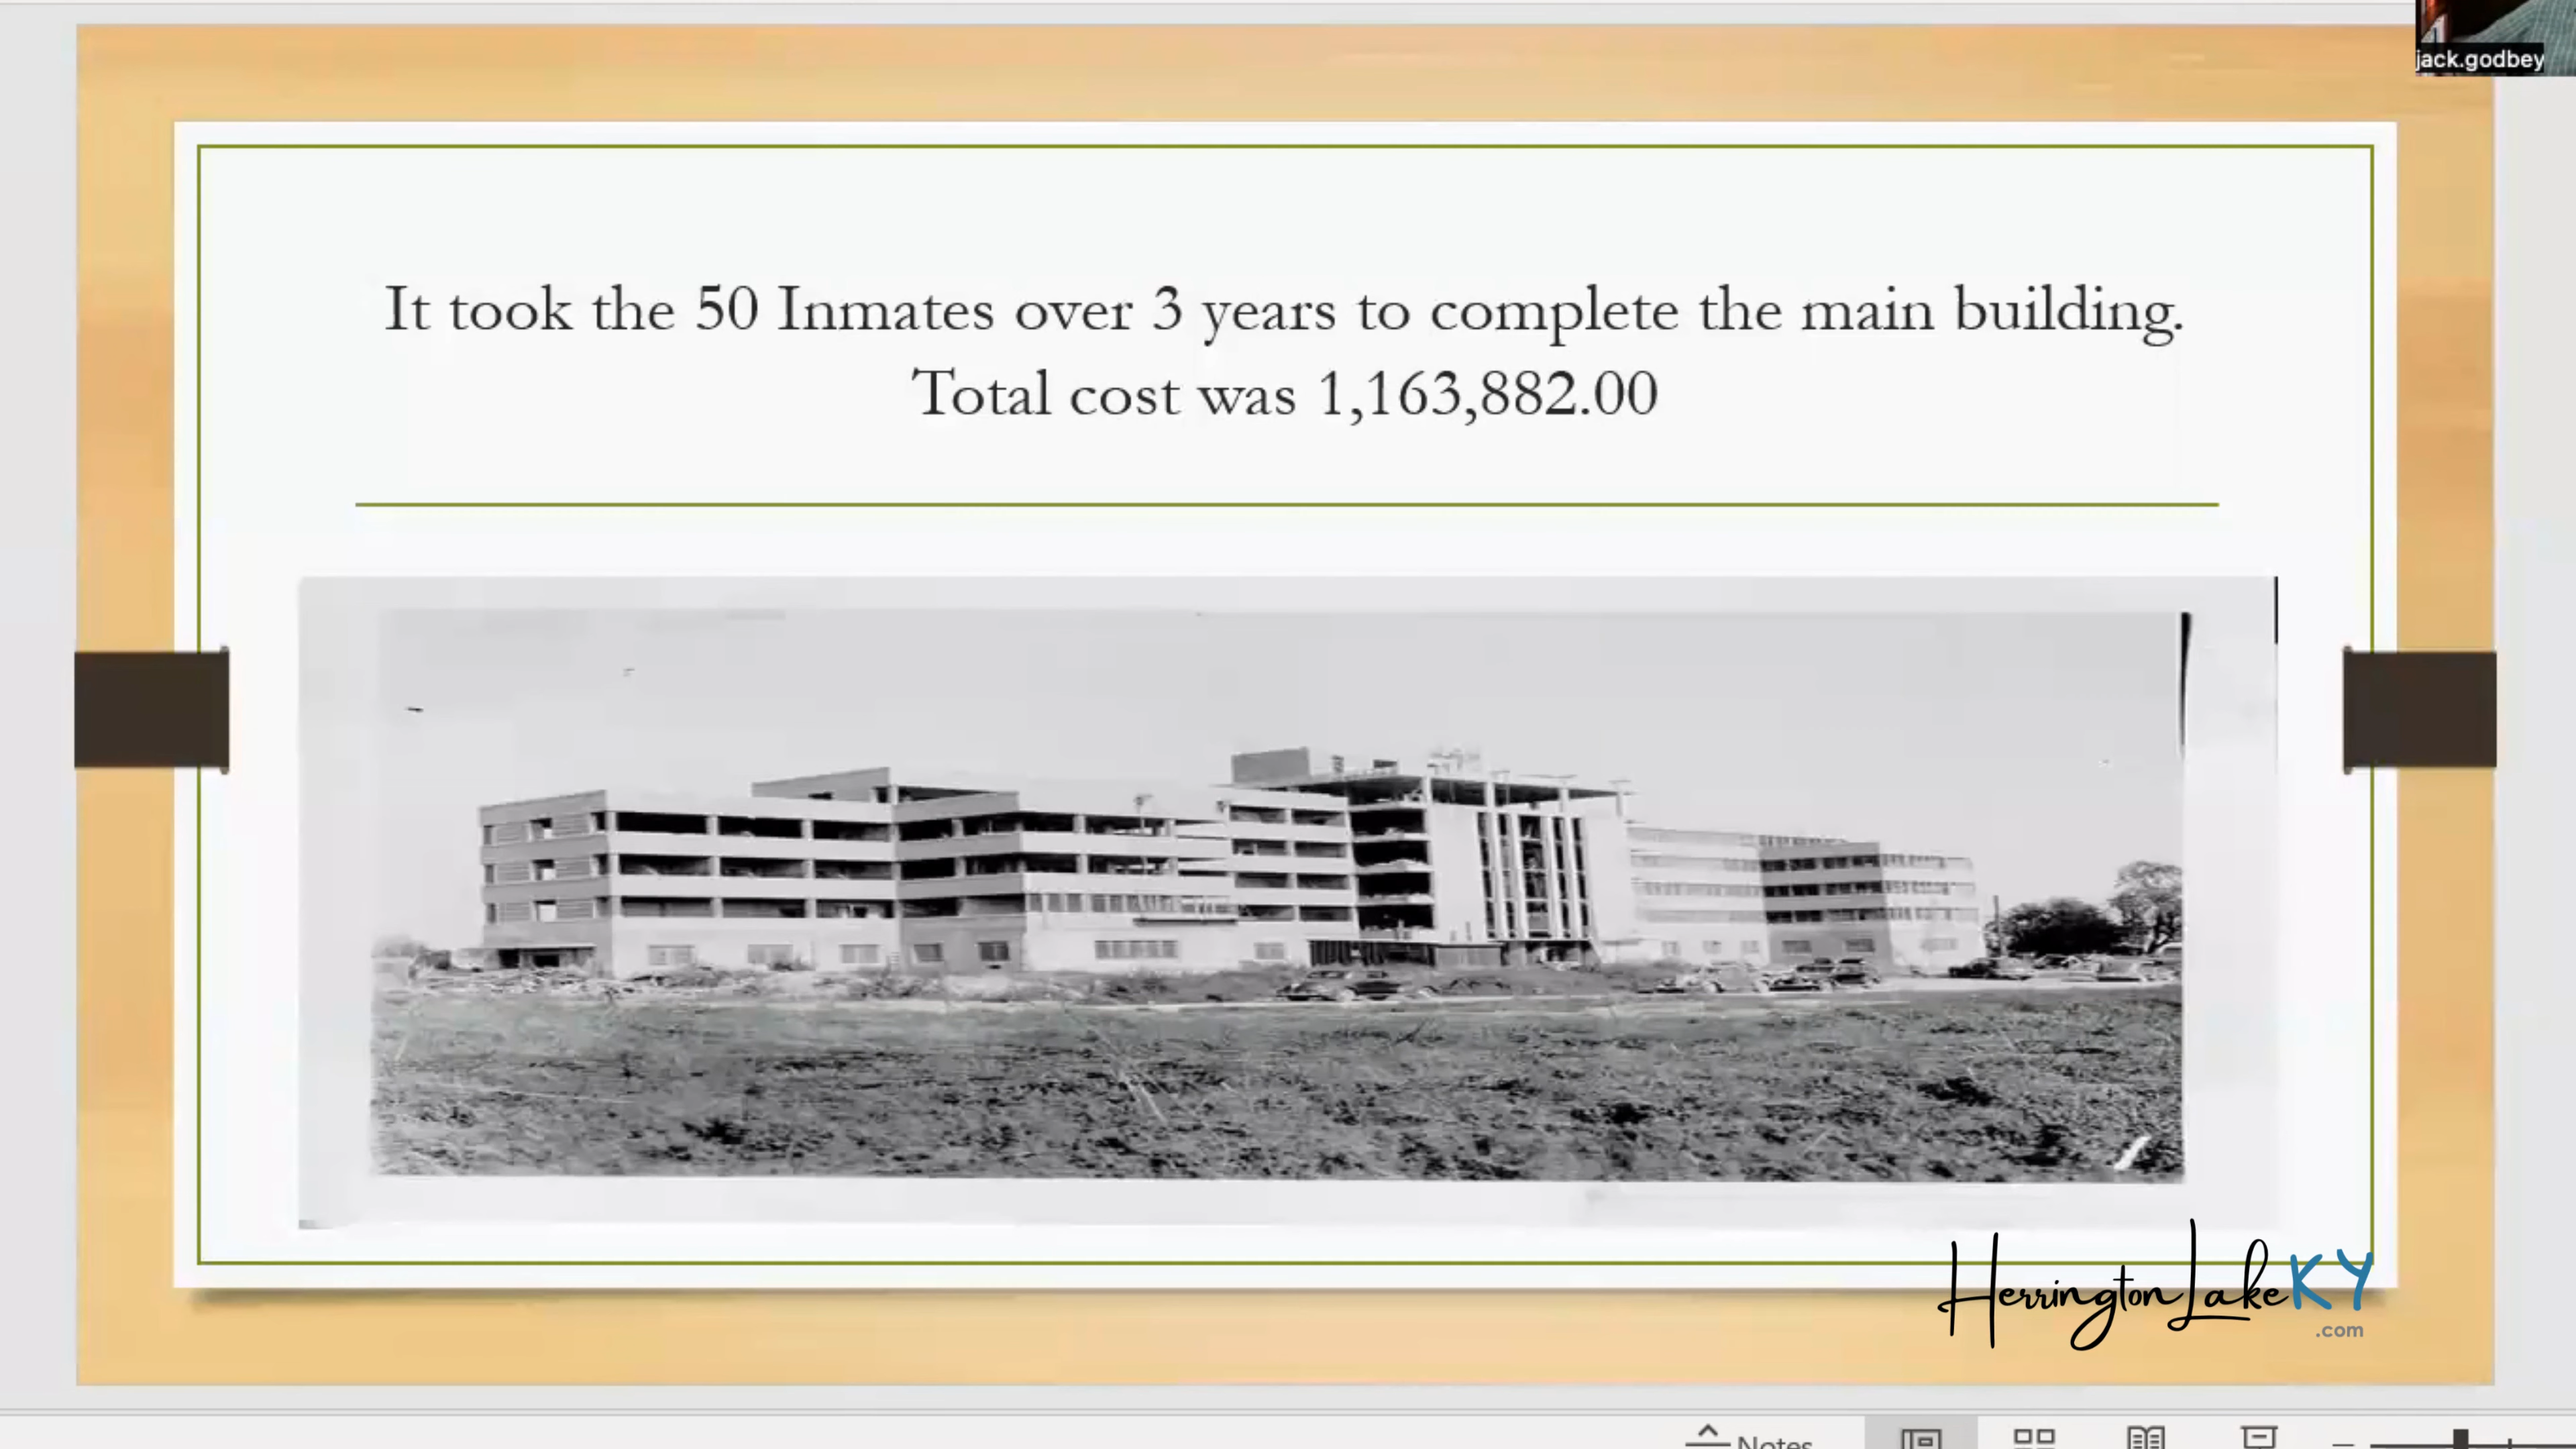 jack.godbey
It took the 50 Inmates over 3 years to complete the main building.
Total cost was 1,163,882.00
HerringtonLakeKY
.com
Notes